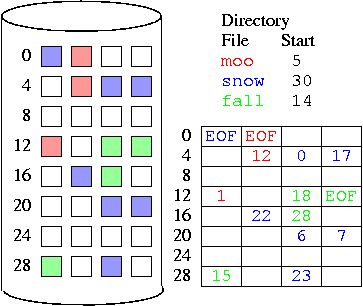 Directory
File Start
moo 5
snow 30
fall 14
0
4
8
12
16
20
24
28
0 EOF EOF
4 12 0 17
8
12 1 18 EOF
16 22 28
20 6 7
24
28 15 23